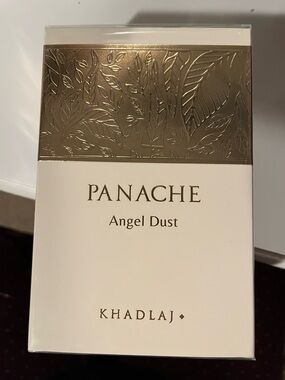 PANACHE
Angel Dust
KHADLAJ